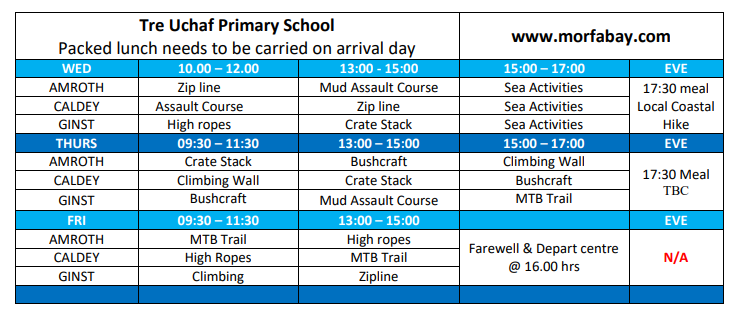 Tre Uchaf Primary School
Packed lunch needs to be carried on arrival day
www.morfabay.com
WED 10.00 – 12.00 13:00 - 15:00 15:00 – 17:00 EVE
AMROTH Zip line Mud Assault Course Sea Activities 17:30 meal
CALDEY Assault Course Zip line Sea Activities Local Coastal
GINST High ropes Crate Stack Sea Activities Hike
THURS 09:30 – 11:30 13:00 – 15:00 15:00 – 17:00 EVE
AMROTH Crate Stack Bushcraft Climbing Wall
CALDEY Climbing Wall Crate Stack Bushcraft 17:30 Meal
GINST Bushcraft Mud Assault Course MTB Trail TBC
FRI 09:30 – 11:30 13:00 – 15:00 EVE
AMROTH MTB Trail High ropes Farewell & Depart centre
CALDEY High Ropes MTB Trail @ 16.00 hrs N/A
GINST Climbing Zipline